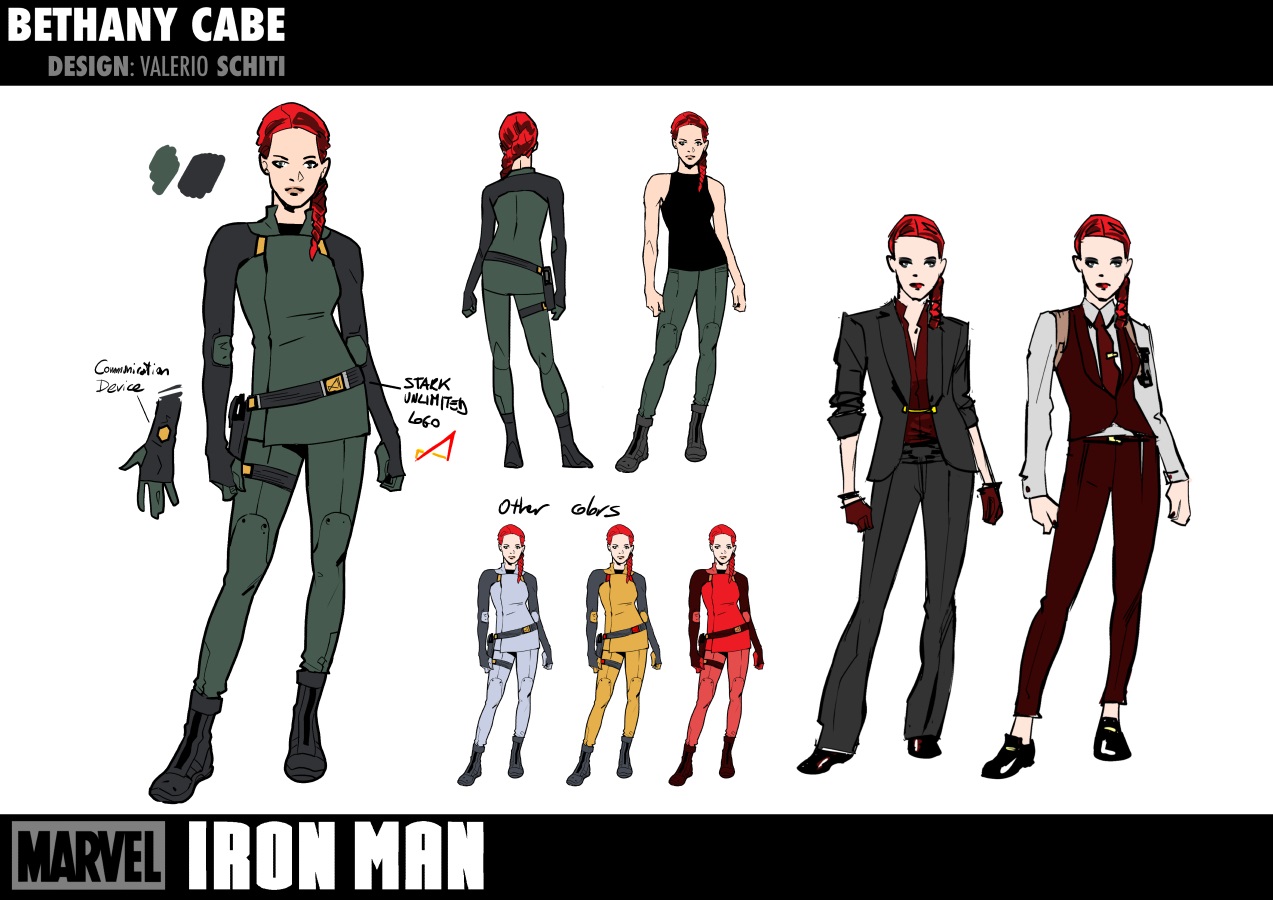 BETHANY CABE
DESIGN: VALERIO SCHITI
Communication
Device
STARK
UNLIMITED
LOGO
Other colors
MARVEL IRON MAN